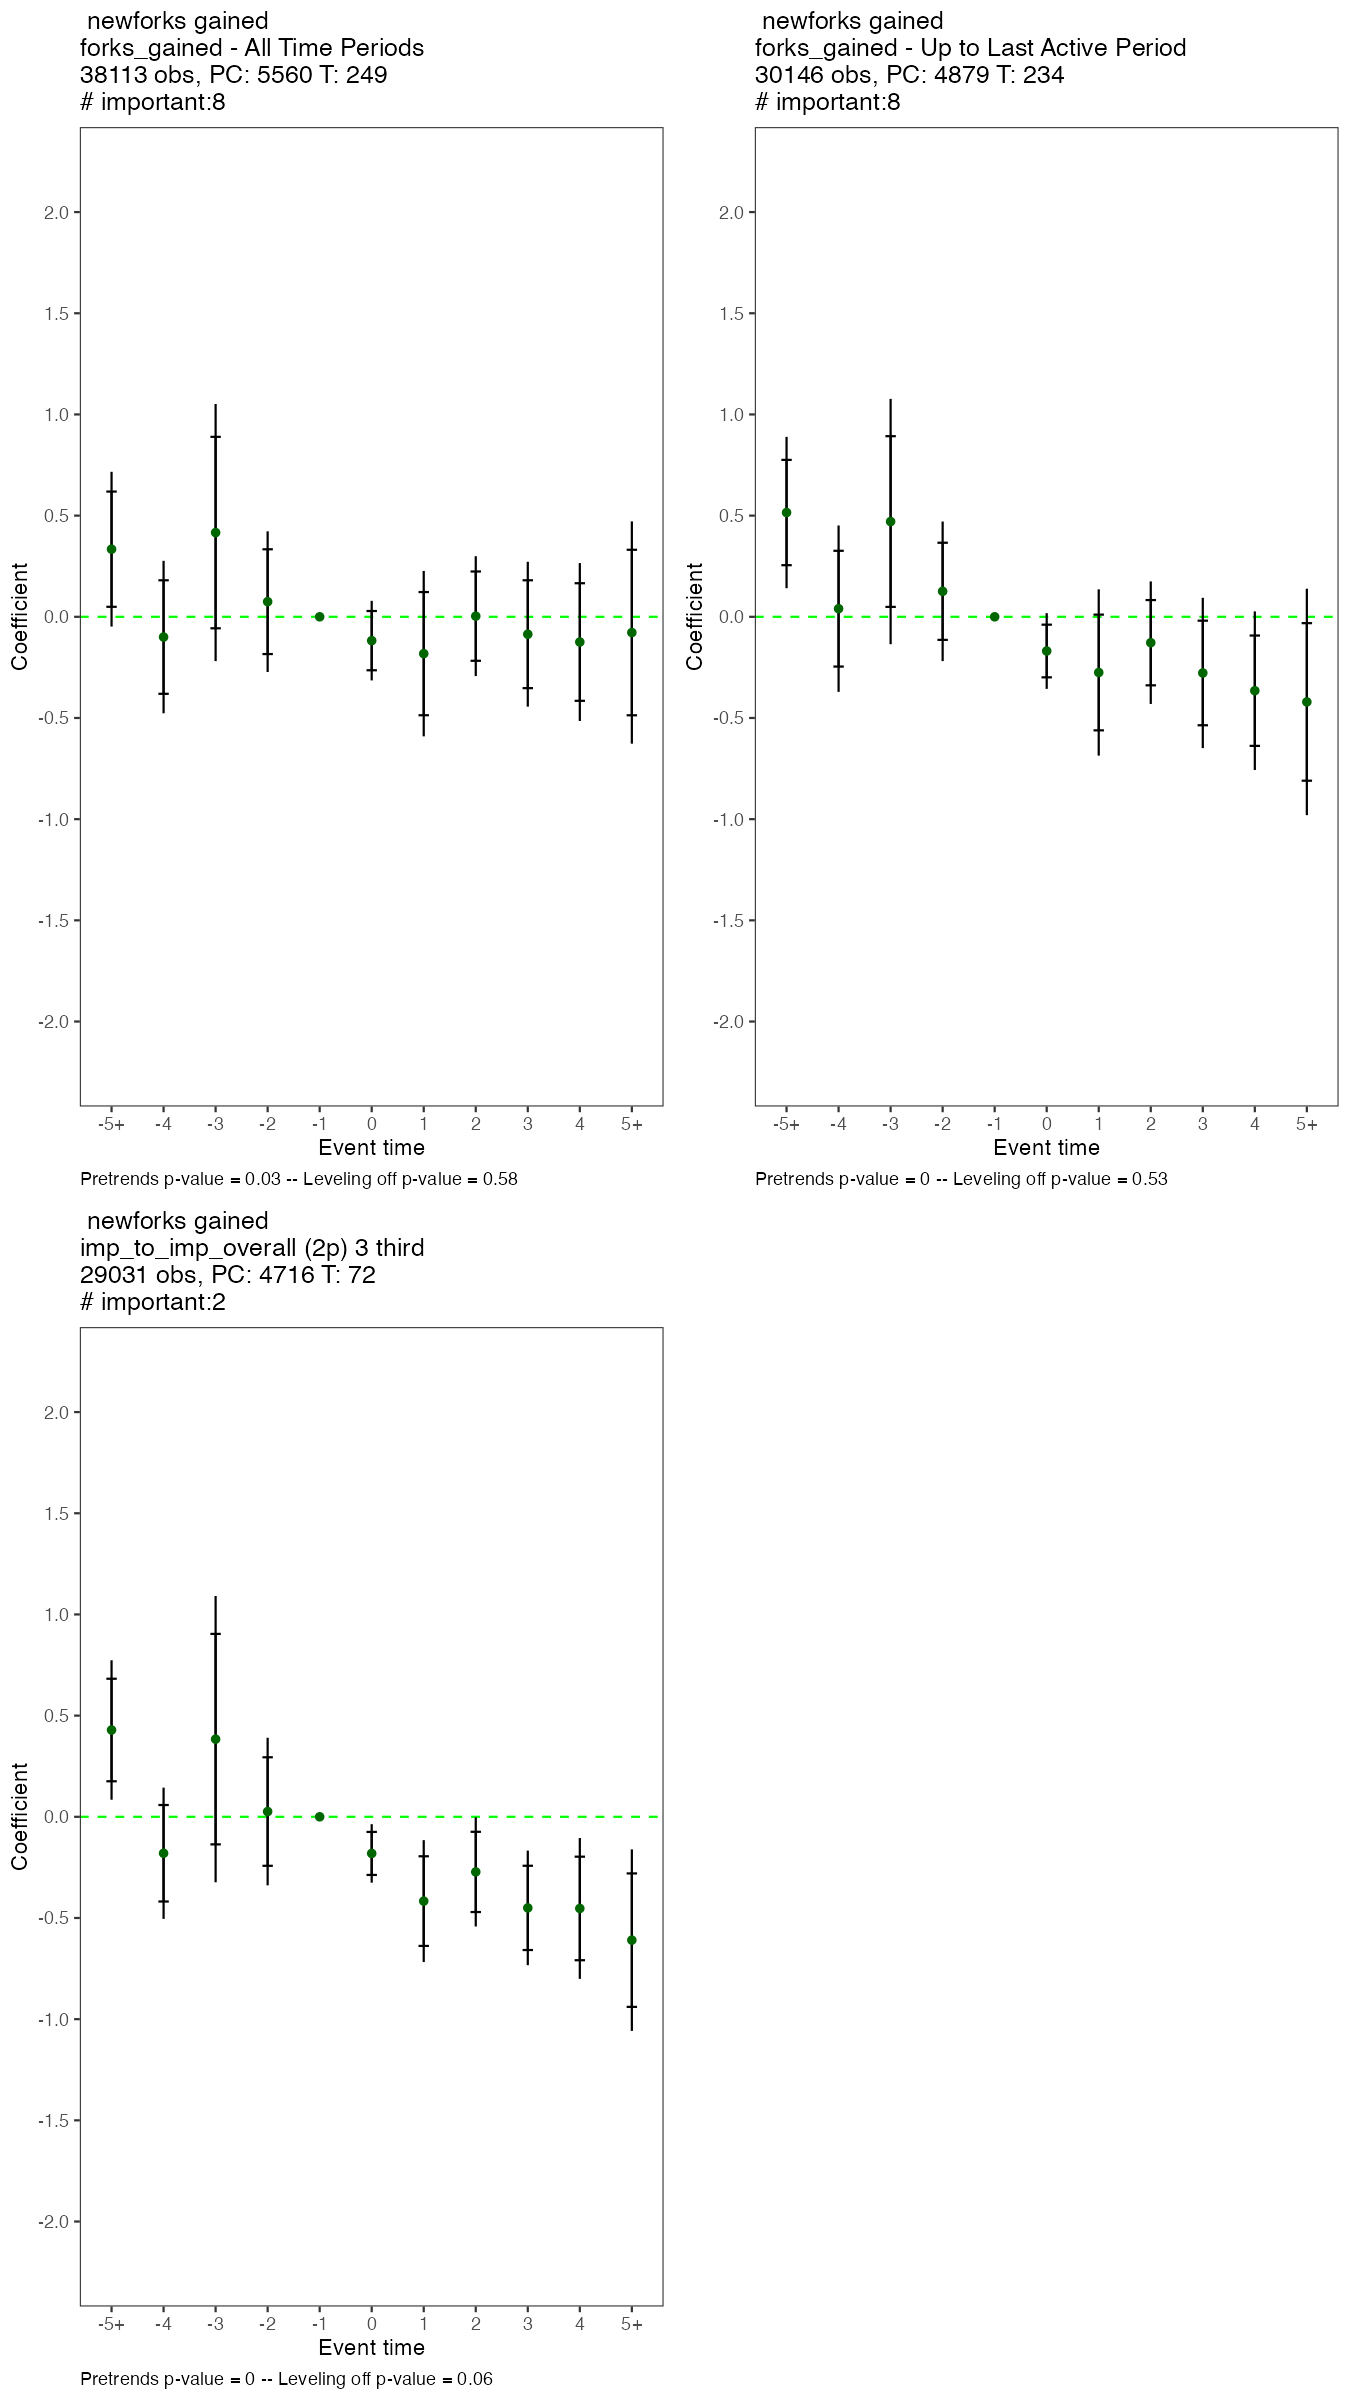 newforks gained
forks_gained - All Time Periods
38113 obs, PC: 5560 T: 249
# important:8
Coefficient
2.0
1.5
1.0
0.5
0.0
-0.5
-1.0
-1.5
-2.0
-5+ -4 -3 -2 -1 0 1 2 3 4 5+
Event time
Pretrends p-value = 0.03 -- Leveling off p-value = 0.58
newforks gained
forks_gained - Up to Last Active Period
30146 obs, PC: 4879 T: 234
# important:8
Coefficient
2.0
1.5
1.0
0.5
0.0
-0.5
-1.0
-1.5
-2.0
-5+ -4 -3 -2 -1 0 1 2 3 4 5+
Event time
Pretrends p-value = 0 -- Leveling off p-value = 0.53
newforks gained
imp_to_imp_overall (2p) 3 third
29031 obs, PC: 4716 T: 72
# important:2
Coefficient
2.0
1.5
1.0
0.5
0.0
-0.5
-1.0
-1.5
-2.0
-5+ -4 -3 -2 -1 0 1 2 3 4 5+
Event time
Pretrends p-value = 0 -- Leveling off p-value = 0.06